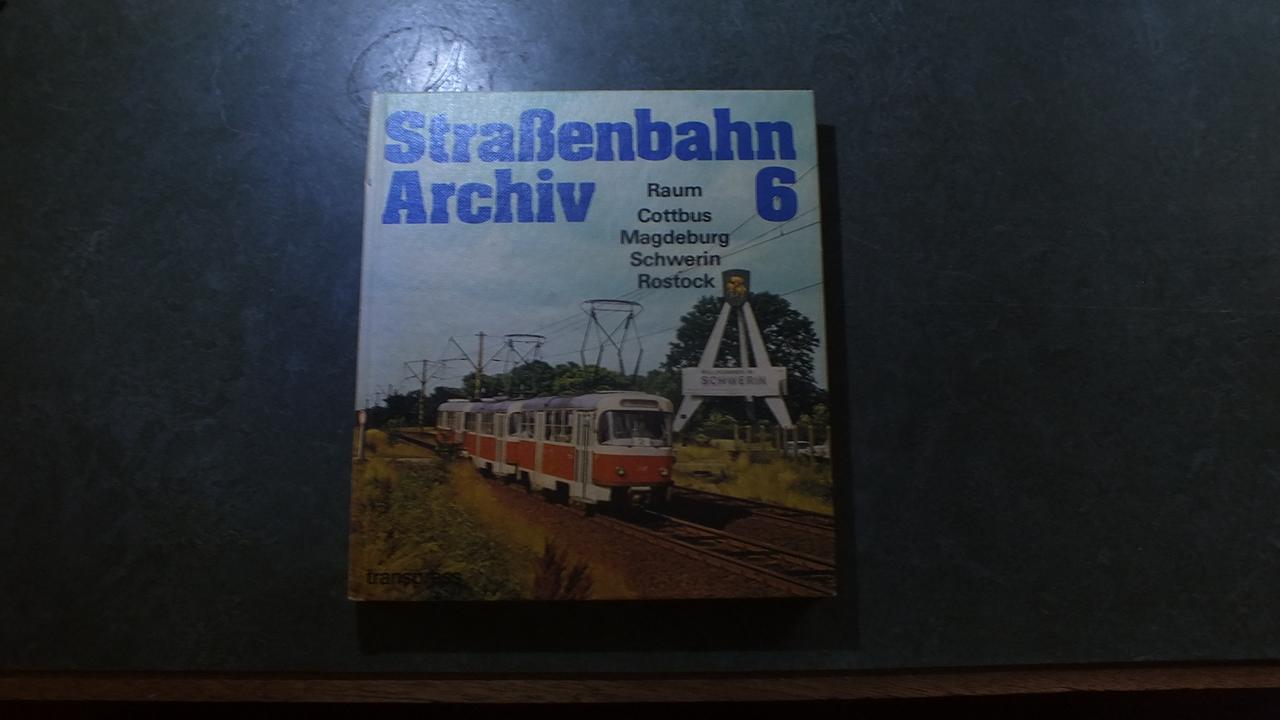 Straßenbahn
Archiv 6
Raum
Cottbus
Magdeburg
Schwerin
Rostock
SCHWERIN
transpress